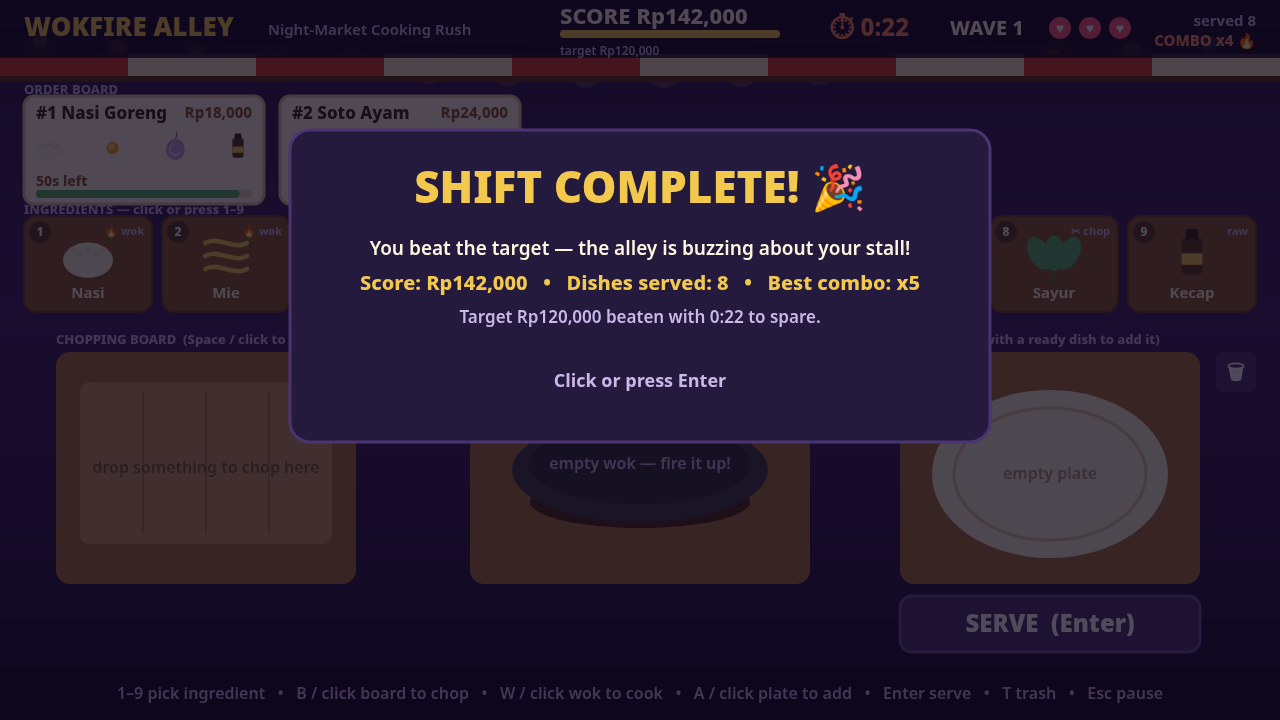 WOKFIRE ALLEY
Night-Market Cooking Rush
SCORE Rp142,000
target Rp120,000
0:22
WAVE 1
served 8
COMBO x4 🔥
ORDER BOARD
#1 Nasi Goreng Rp18,000
50s left
#2 Soto Ayam Rp24,000
INGREDIENTS — click or press 1–9
1 🔥 wok
Nasi
2 🔥 wok
Mie
8 ✂ chop
Sayur
9 raw
Kecap
SHIFT COMPLETE! 🎉
You beat the target — the alley is buzzing about your stall!
Score: Rp142,000 • Dishes served: 8 • Best combo: x5
Target Rp120,000 beaten with 0:22 to spare.
Click or press Enter
CHOPPING BOARD (Space / click to
with a ready dish to add it)
drop something to chop here
empty wok — fire it up!
empty plate
SERVE (Enter)
1–9 pick ingredient • B / click board to chop • W / click wok to cook • A / click plate to add • Enter serve • T trash • Esc pause